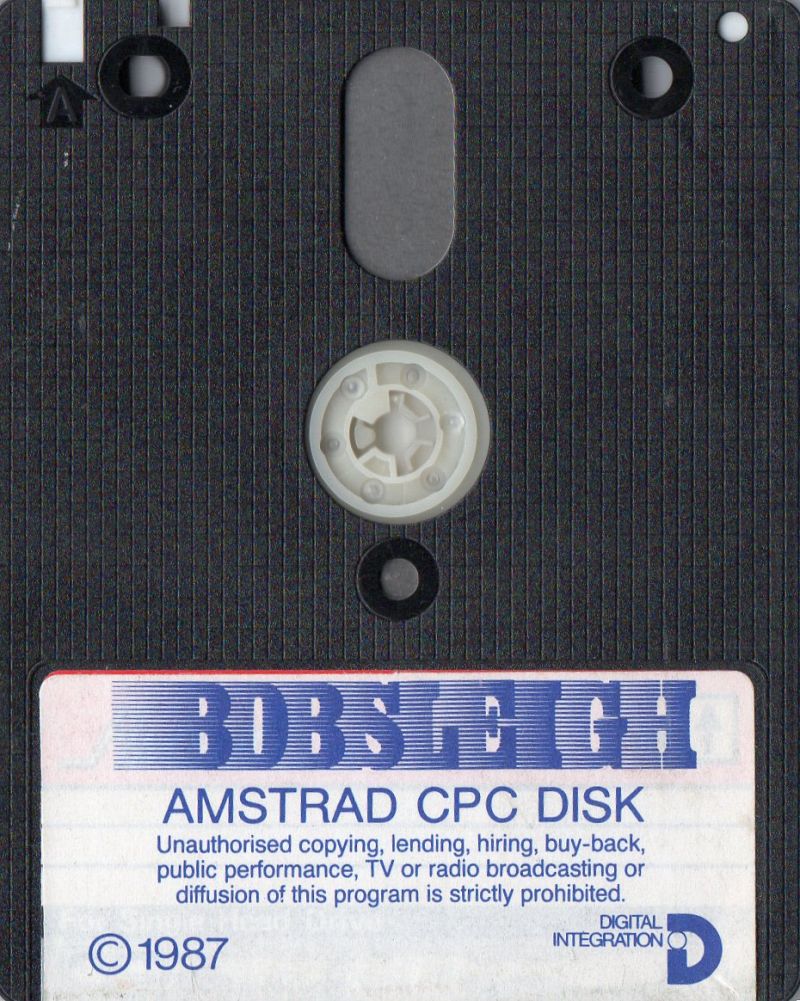 A
BOBSLEIGH
AMSTRAD CPC DISK
Unauthorised copying, lending, hiring, buy-back,
public performance, TV or radio broadcasting or
diffusion of this program is strictly prohibited.
© 1987
DIGITAL
INTEGRATION